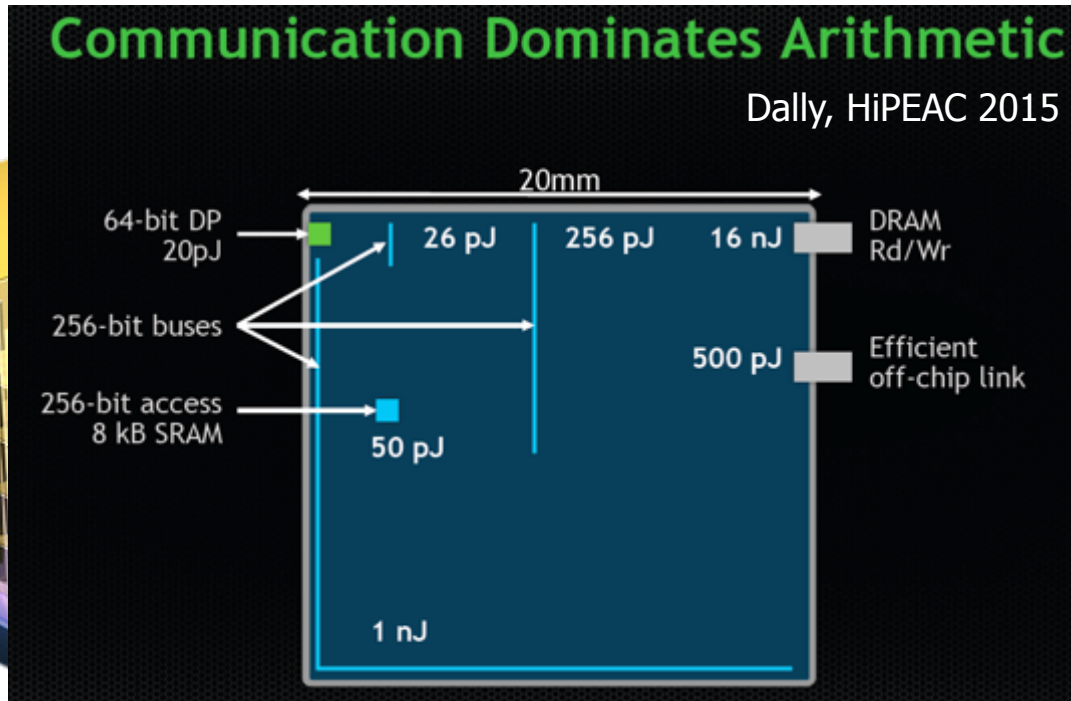 Communication Dominates Arithmetic
Dally, HiPEAC 2015
20mm
64-bit DP
20pJ
26 pJ
256 pJ
16 nJ
DRAM
Rd/Wr
256-bit buses
500 pJ
Efficient
off-chip link
256-bit access
8 kB SRAM
50 pJ
1 nJ